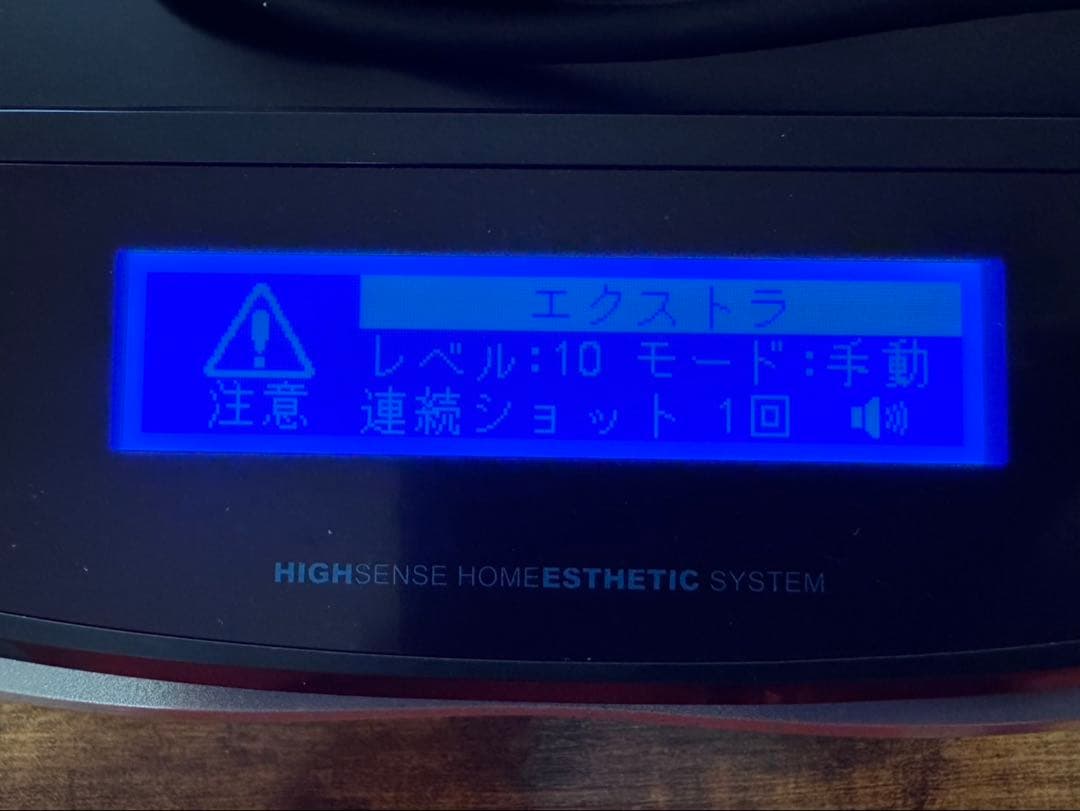 エクストラ
レベル:10 モード:手動
注意 連続ショット 1回
HIGHSENSE HOMEESTHETIC SYSTEM